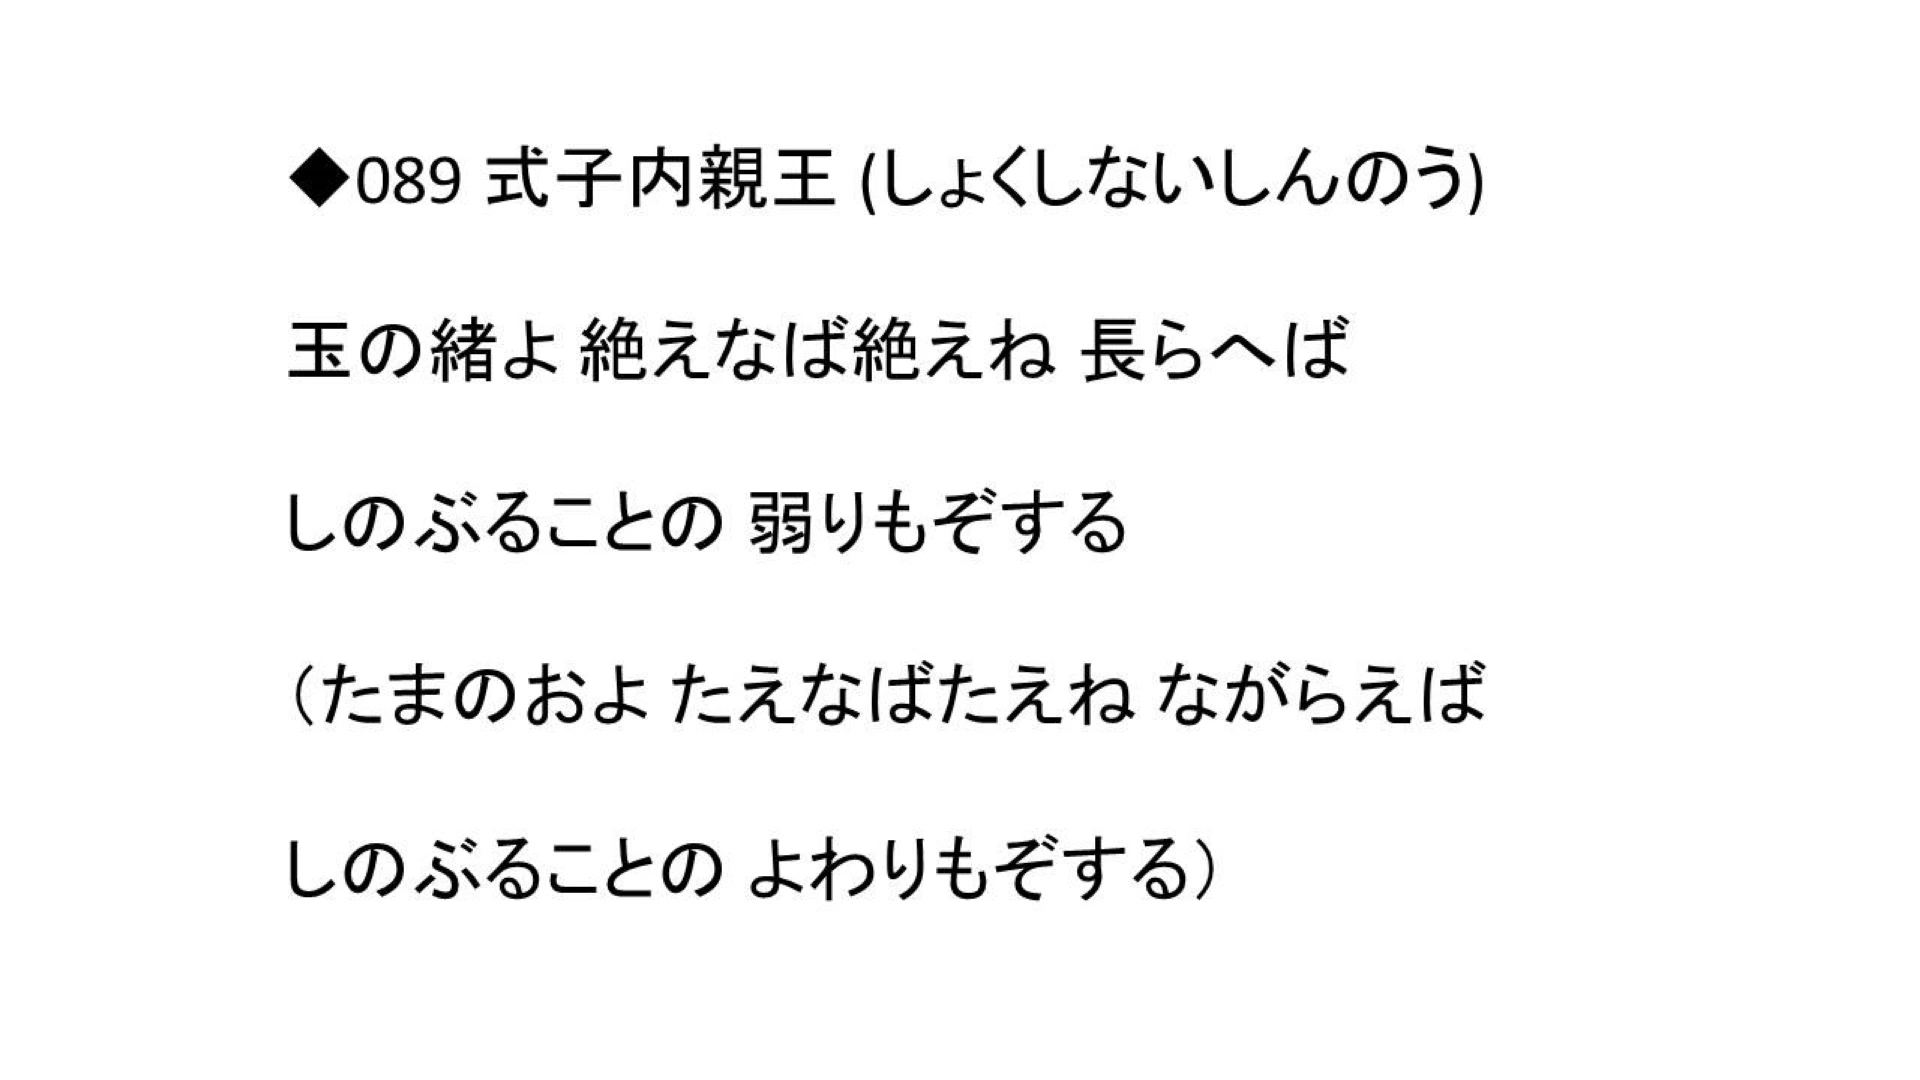 ◆089 式子内親王 (しょくしないしんのう)
玉の緒よ 絶えなば絶えね 長らへば
しのぶることの 弱りもぞする
（たまのおよ たえなばたえね ながらえば
しのぶることの よわりもぞする）